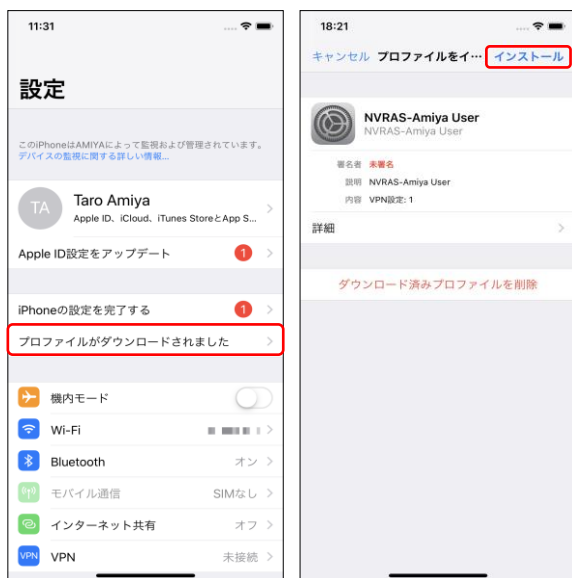 11:31
設定
このiPhoneはAMIYAによって監視および管理されています。
デバイスの監視に関する詳しい情報...
TA
Taro Amiya
Apple ID、iCloud、iTunes StoreとApp S...
Apple ID設定をアップデート
1
iPhoneの設定を完了する
1
プロファイルがダウンロードされました
機内モード
Wi-Fi
Bluetooth
オン
モバイル通信
SIMなし
インターネット共有
オフ
VPN
VPN
未接続
18:21
キャンセル
プロファイルをイ…
インストール
NVRAS-Amiya User
NVRAS-Amiya User
署名者 未署名
説明 NVRAS-Amiya User
内容 VPN設定: 1
詳細
ダウンロード済みプロファイルを削除